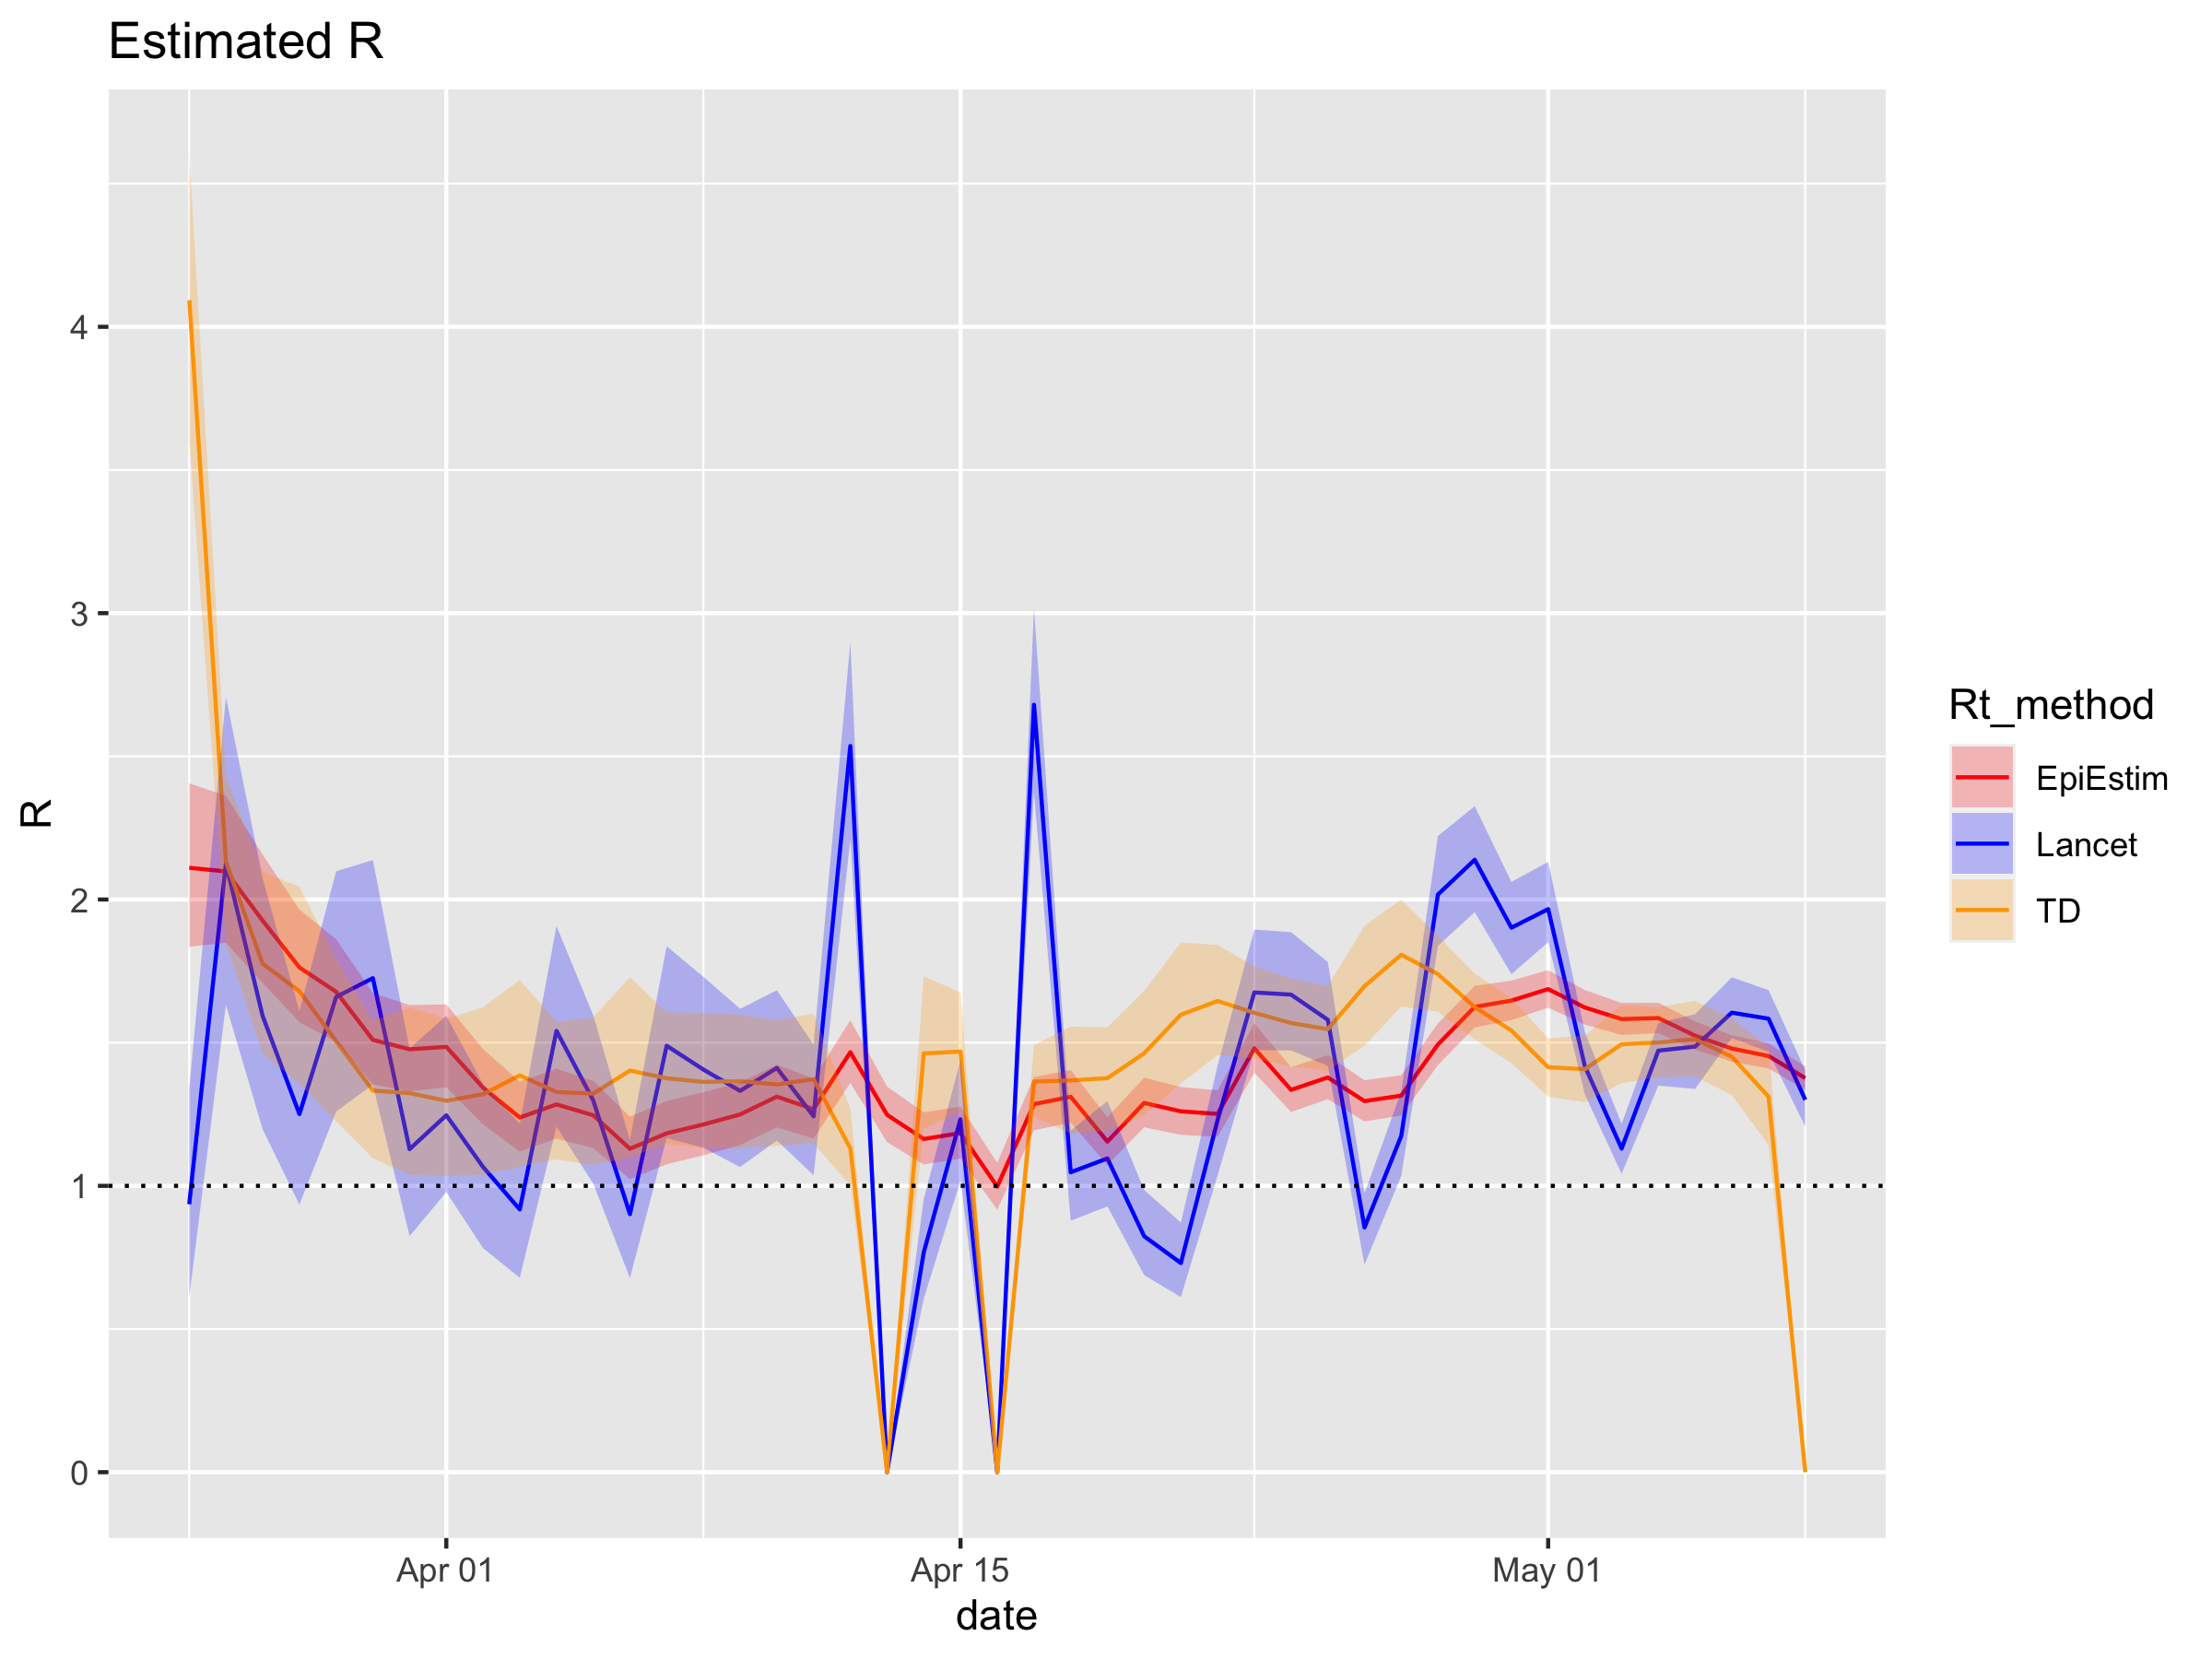 Estimated R
4
3
2
1
0
R
Apr 01
Apr 15
May 01
date
Rt_method
EpiEstim
Lancet
TD